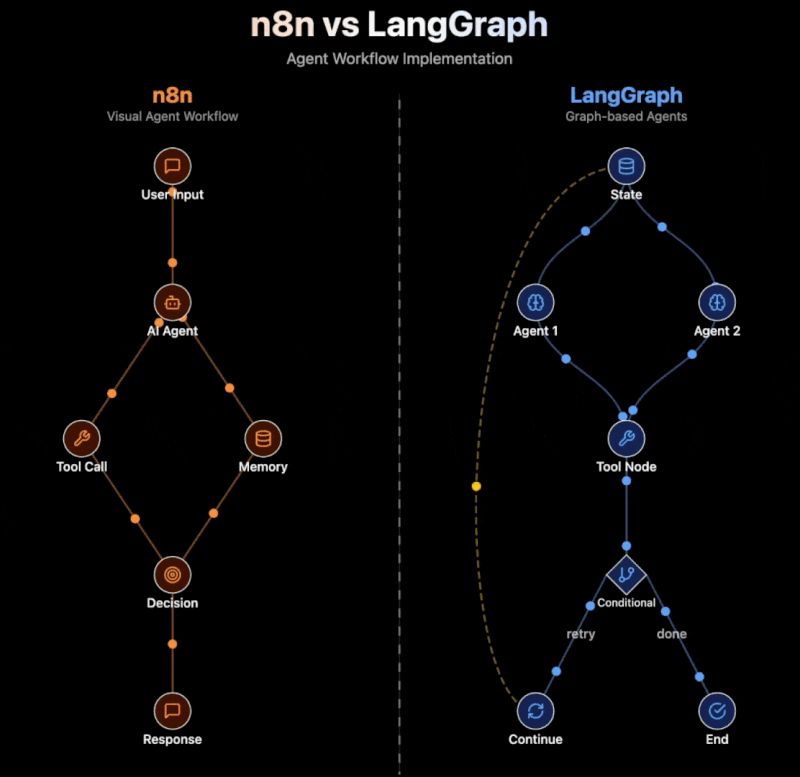 n8n vs LangGraph
Agent Workflow Implementation
n8n
Visual Agent Workflow
User Input
AI Agent
Tool Call
Memory
Decision
Response
LangGraph
Graph-based Agents
State
Agent 1
Agent 2
Tool Node
Conditional
retry
done
Continue
End